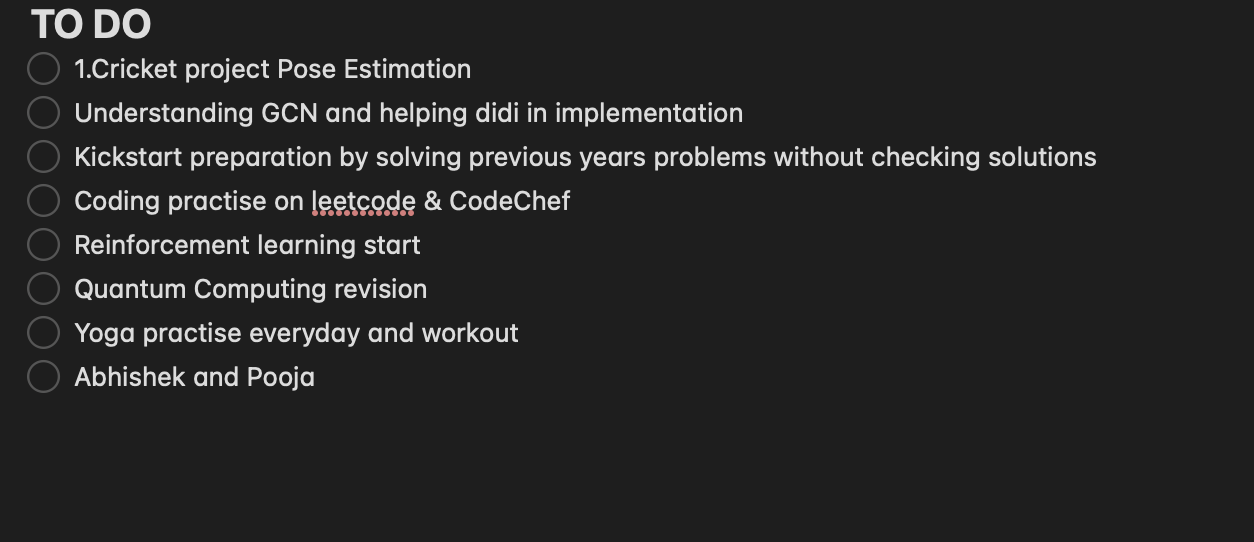 TO DO
1.Cricket project Pose Estimation
Understanding GCN and helping didi in implementation
Kickstart preparation by solving previous years problems without checking solutions
Coding practise on leetcode & CodeChef
Reinforcement learning start
Quantum Computing revision
Yoga practise everyday and workout
Abhishek and Pooja